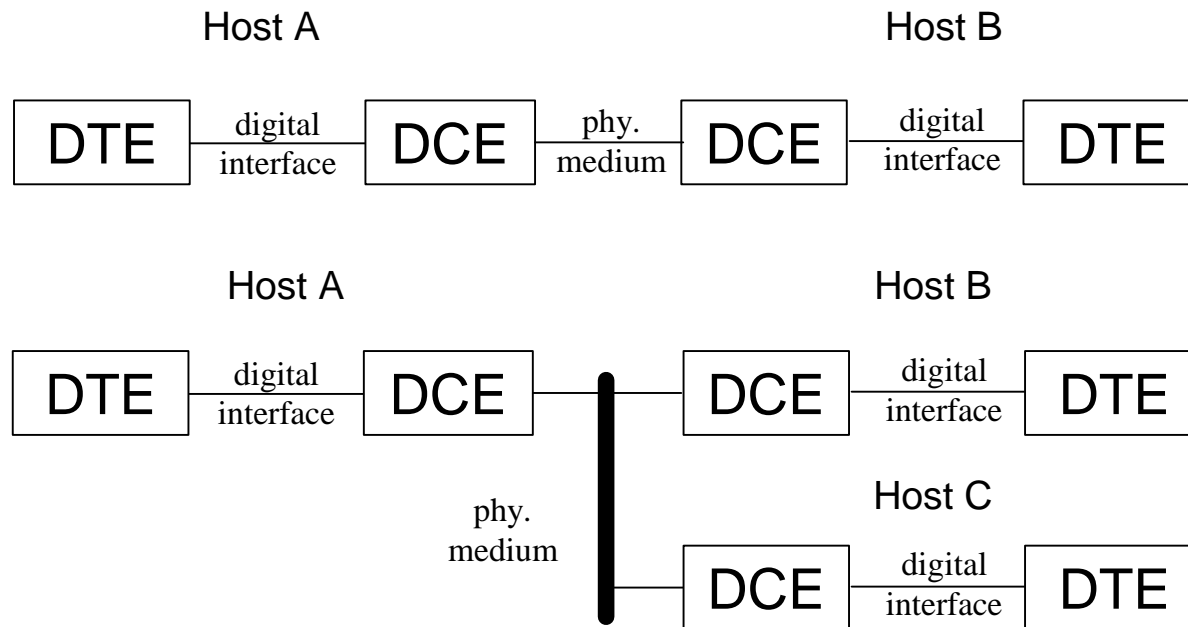 Host A
Host B
DTE
digital
interface
DCE
phy.
medium
DCE
digital
interface
DTE
Host A
Host B
DTE
digital
interface
DCE
DCE
digital
interface
DTE
Host C
phy.
medium
DCE
digital
interface
DTE